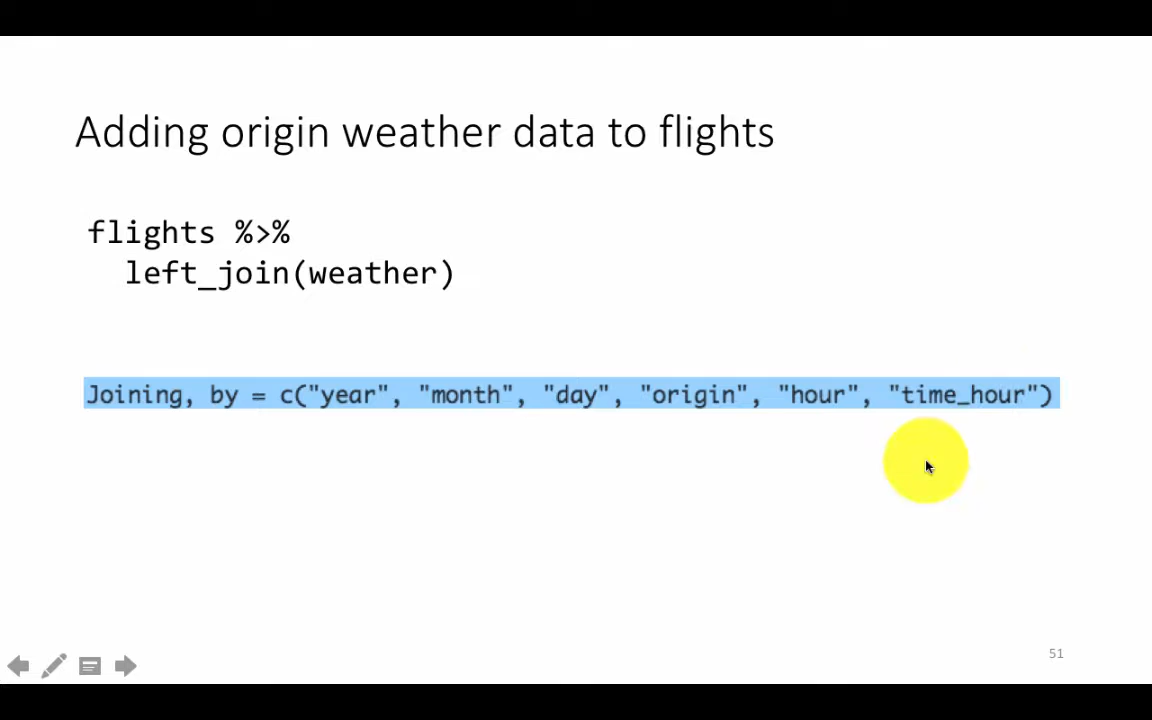 Adding origin weather data to flights
flights %>%
left_join(weather)
Joining, by = c("year", "month", "day", "origin", "hour", "time_hour")
51